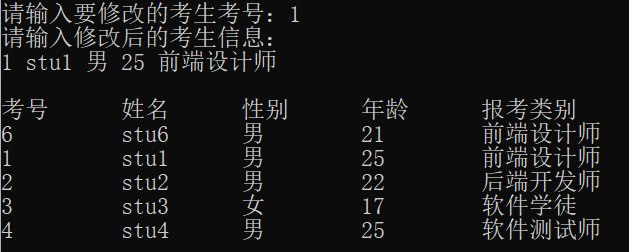 请输入要修改的考生考号：1
请输入修改后的考生信息：
1 stu1 男 25 前端设计师
考号 姓名 性别 年龄 报考类别
6 stu6 男 21 前端设计师
1 stu1 男 25 前端设计师
2 stu2 男 22 后端开发师
3 stu3 女 17 软件学徒
4 stu4 男 25 软件测试师